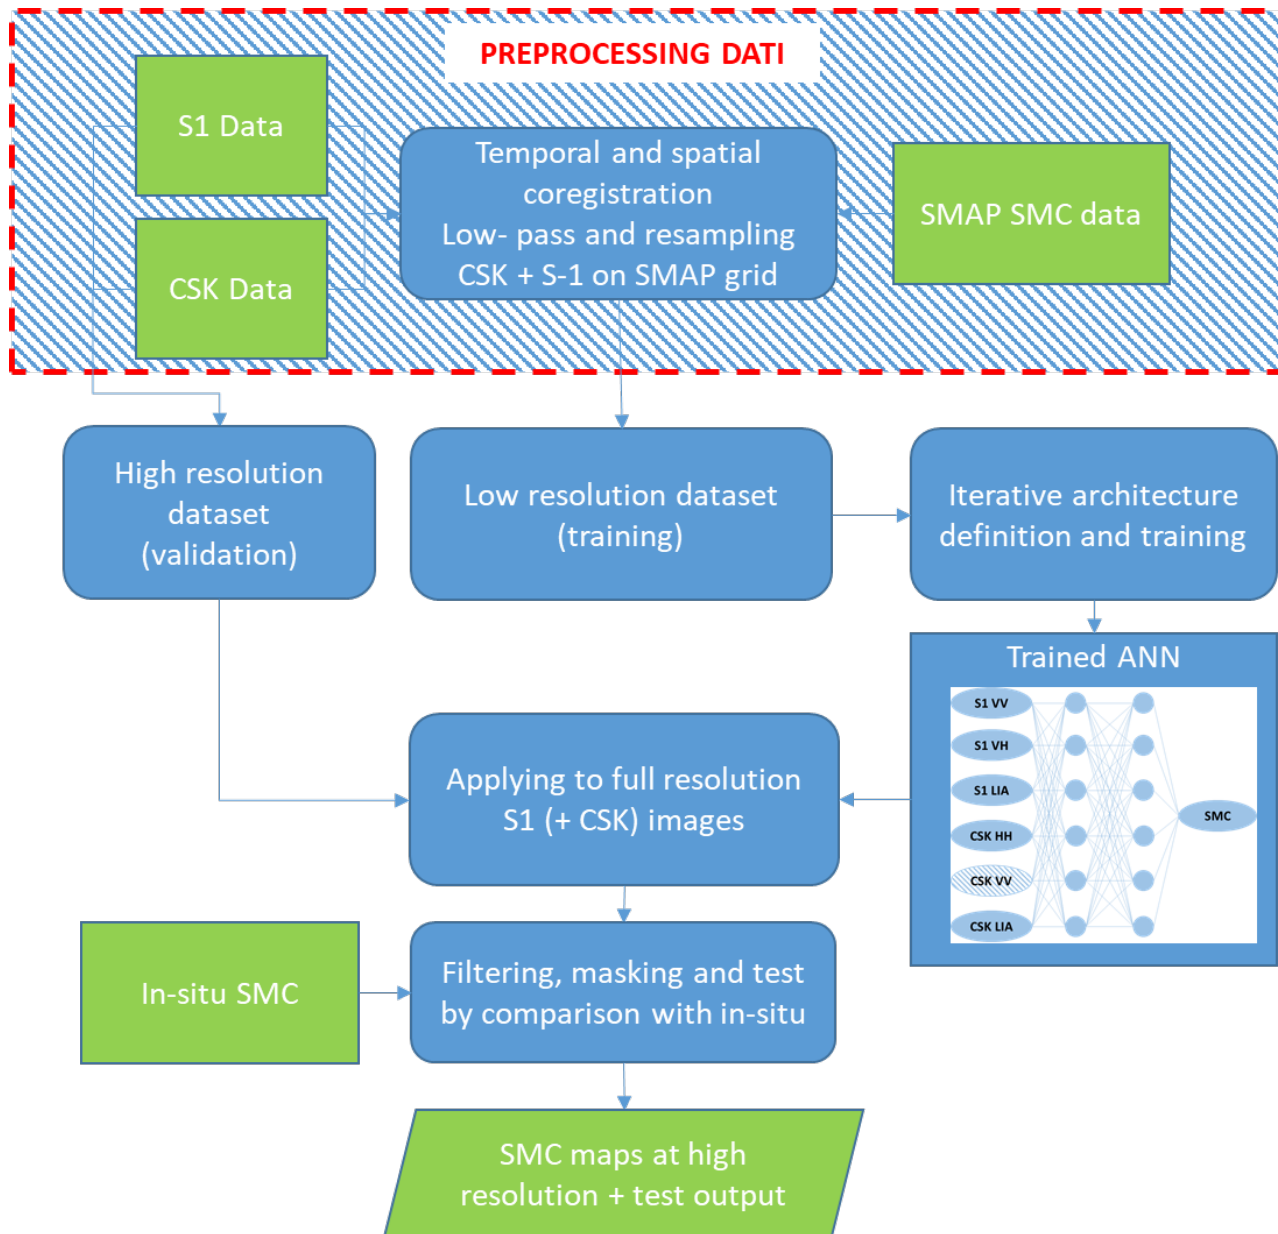 PREPROCESSING DATI
S1 Data
CSK Data
Temporal and spatial
coregistration
Low- pass and resampling
CSK + S-1 on SMAP grid
SMAP SMC data
High resolution
dataset
(validation)
Low resolution dataset
(training)
Iterative architecture
definition and training
Trained ANN
S1 VV
S1 VH
S1 LIA
CSK HH
CSK VV
CSK LIA
SMC
Applying to full resolution
S1 (+ CSK) images
In-situ SMC
Filtering, masking and test
by comparison with in-situ
SMC maps at high
resolution + test output